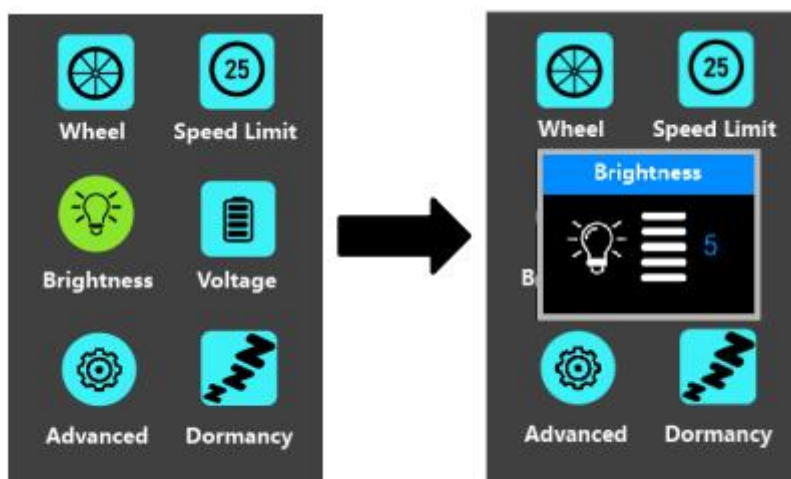 25
Wheel
Speed Limit
Brightness
Voltage
Advanced
Dormancy
25
Wheel
Speed Limit
Brightness
5
Advanced
Dormancy